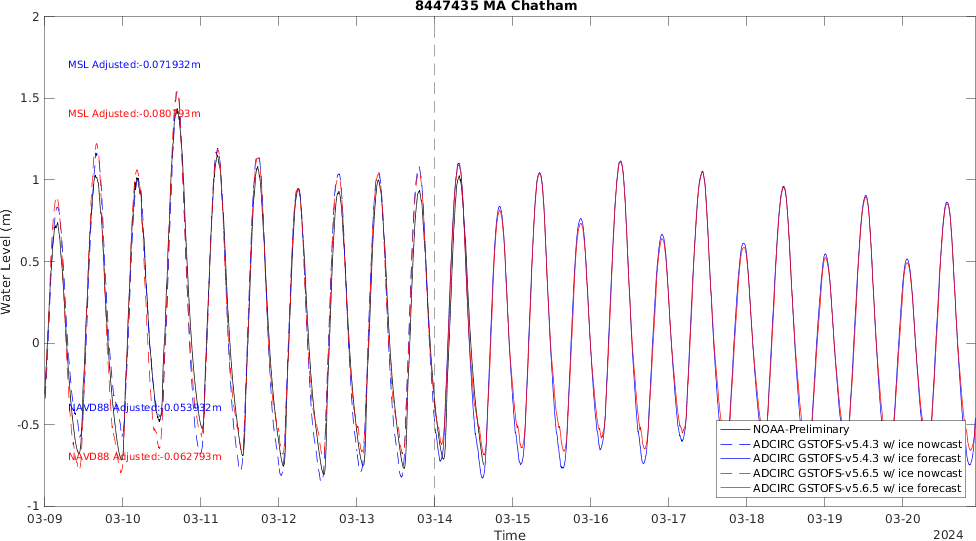 8447435 MA Chatham
2
MSL Adjusted:-0.071932m
1.5
MSL Adjusted:-0.080793m
1
Water Level (m)
0.5
0
NAVD88 Adjusted:-0.053932m
-0.5
NAVD88 Adjusted:-0.062793m
NOAA-Preliminary
ADCIRC GSTOFS-v5.4.3 w/ ice nowcast
ADCIRC GSTOFS-v5.4.3 w/ ice forecast
ADCIRC GSTOFS-v5.6.5 w/ ice nowcast
ADCIRC GSTOFS-v5.6.5 w/ ice forecast
-1
03-09 03-10 03-11 03-12 03-13 03-14 03-15 03-16 03-17 03-18 03-19 03-20
Time
2024